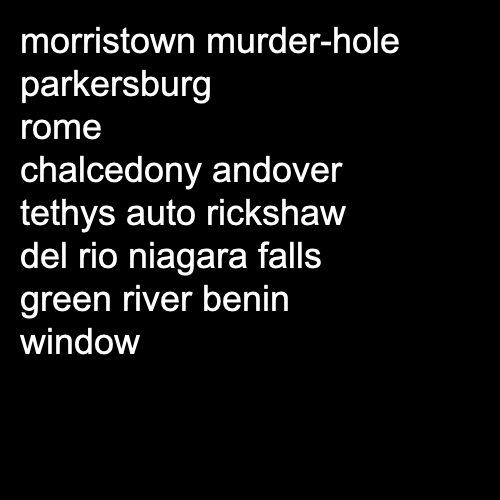 morristown murder-hole
parkersburg
rome
chalcedony andover
tethys auto rickshaw
del rio niagara falls
green river benin
window